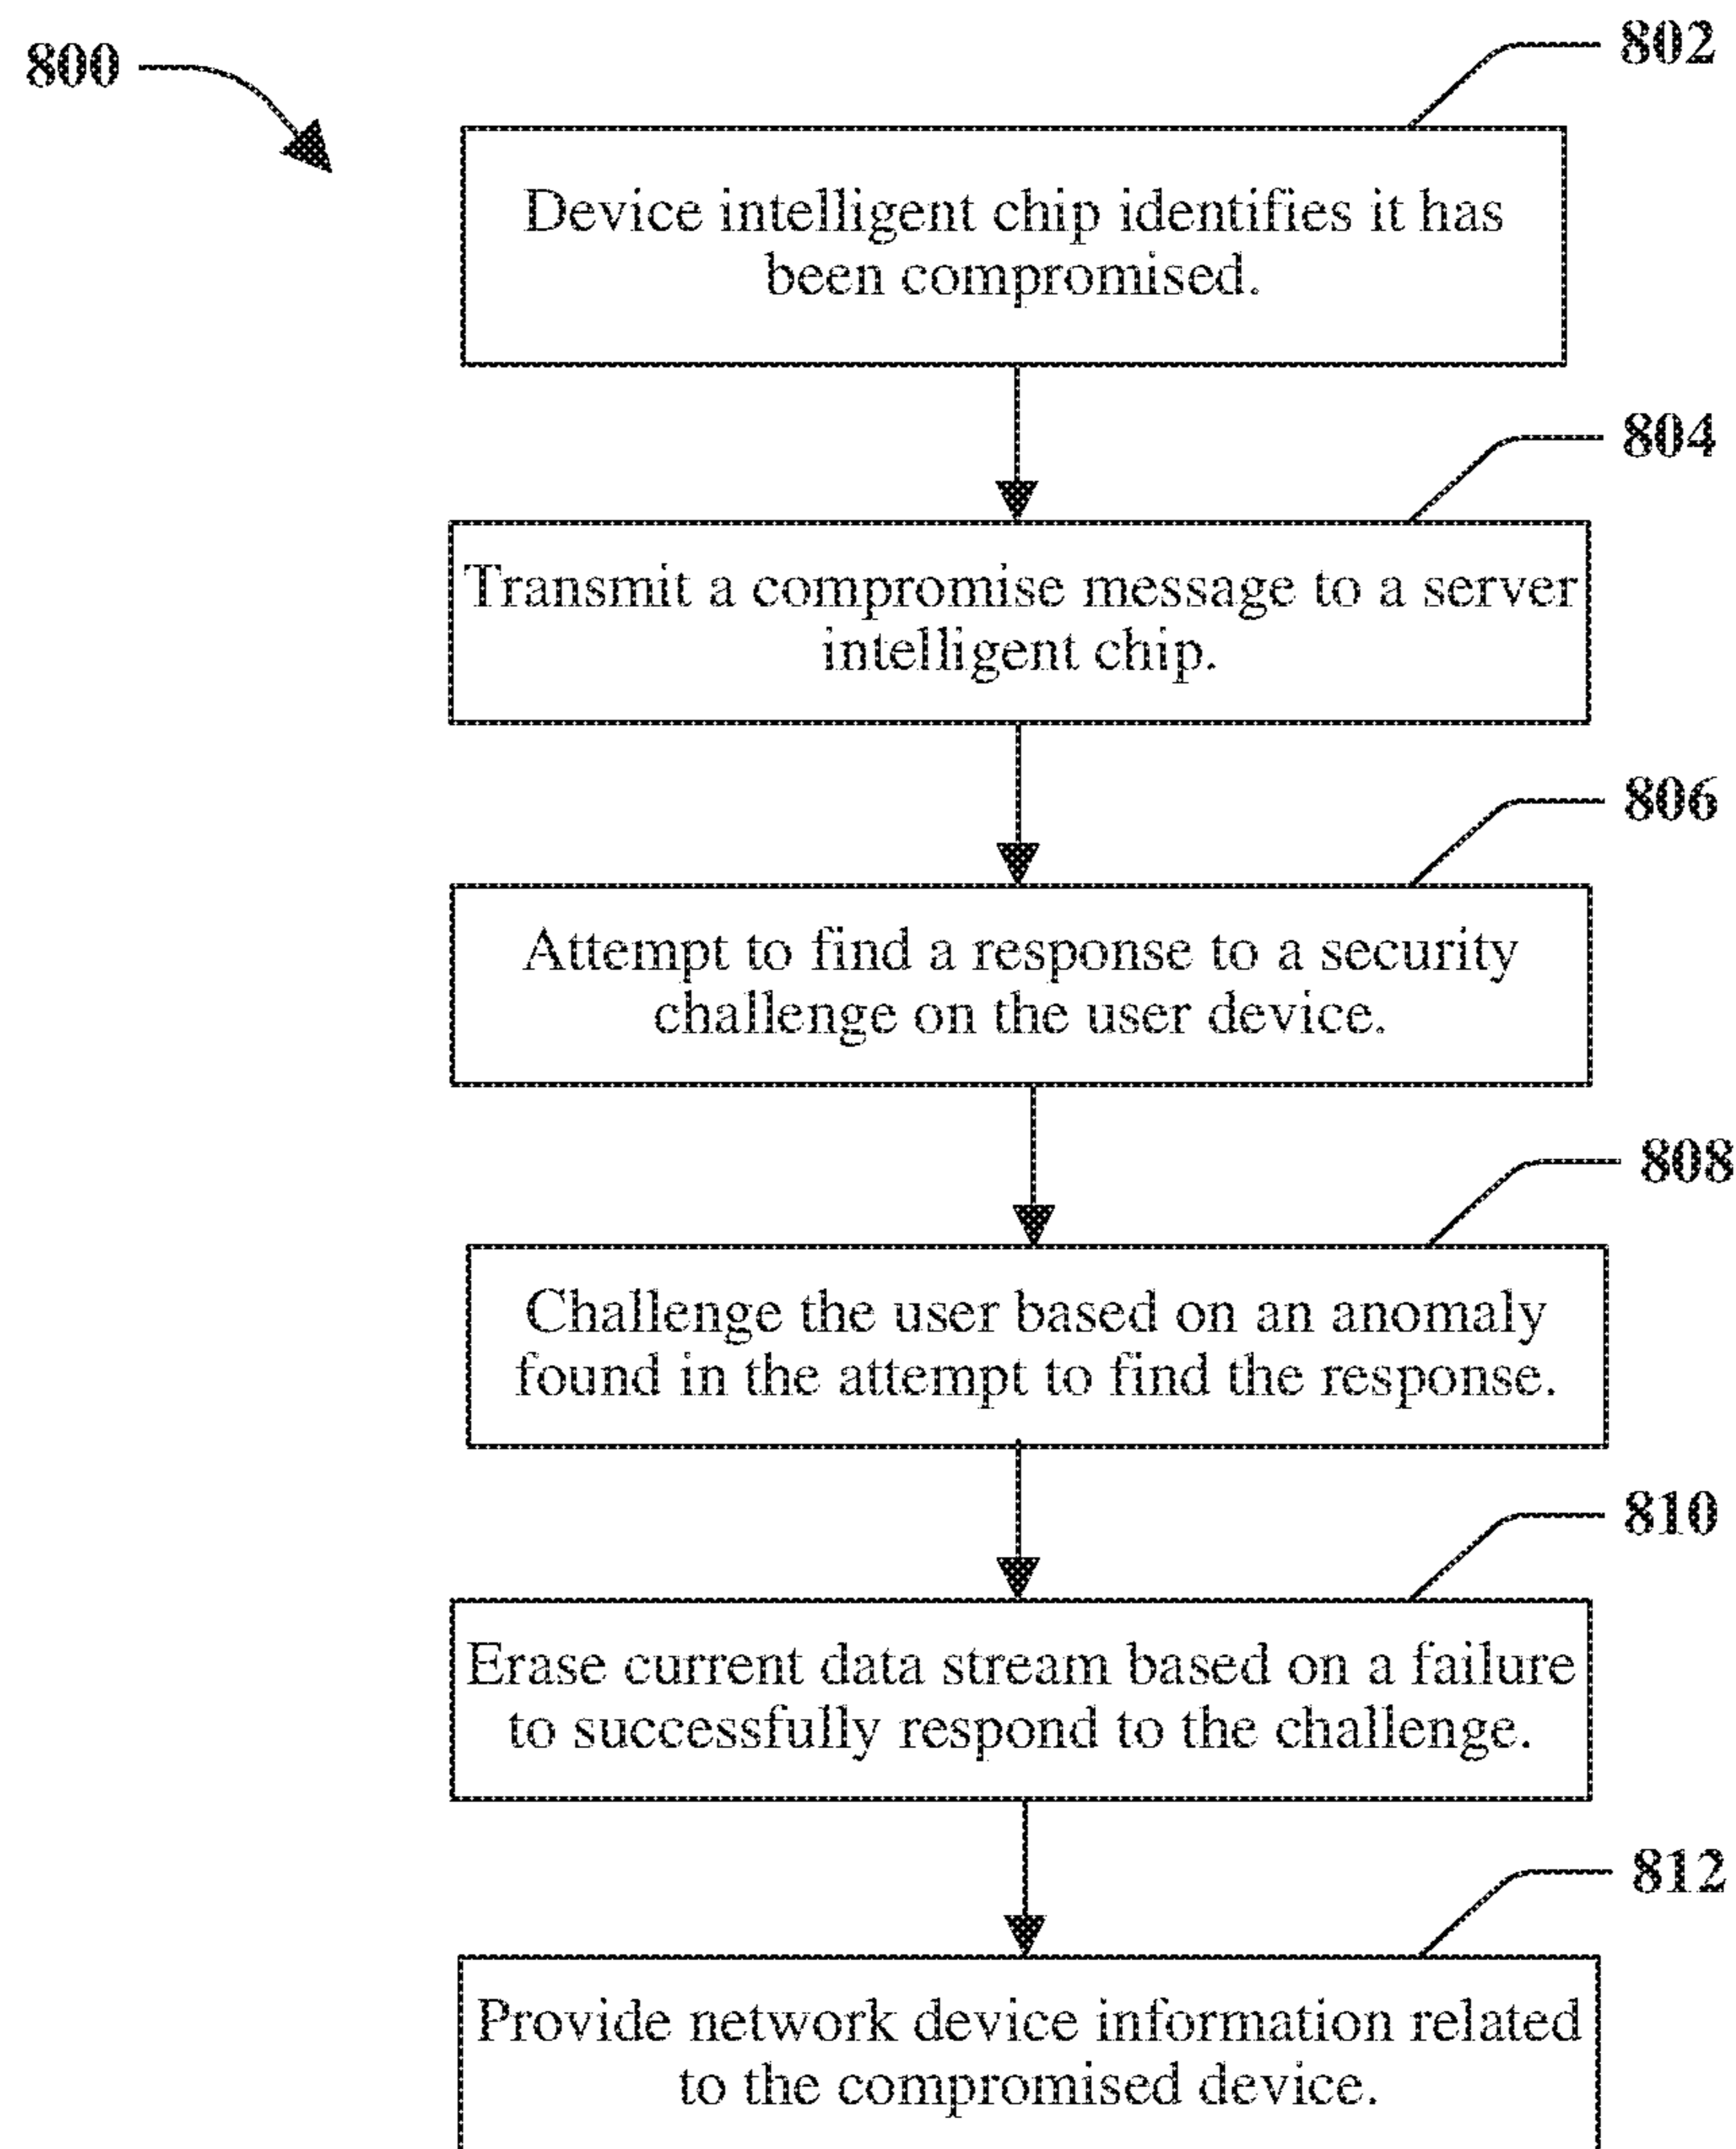 800
802
Device intelligent chip identifies it has
been compromised.
804
Transmit a compromise message to a server
intelligent chip.
806
Attempt to find a response to a security
challenge on the user device.
808
Challenge the user based on an anomaly
found in the attempt to find the response.
810
Erase current data stream based on a failure
to successfully respond to the challenge.
812
Provide network device information related
to the compromised device.